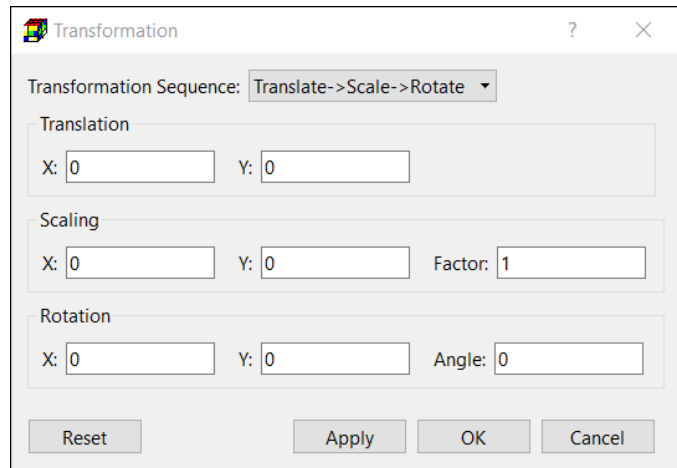 Transformation ?
Transformation Sequence: Translate->Scale->Rotate
Translation
X: 0 Y: 0
Scaling
X: 0 Y: 0 Factor: 1
Rotation
X: 0 Y: 0 Angle: 0
Reset Apply OK Cancel